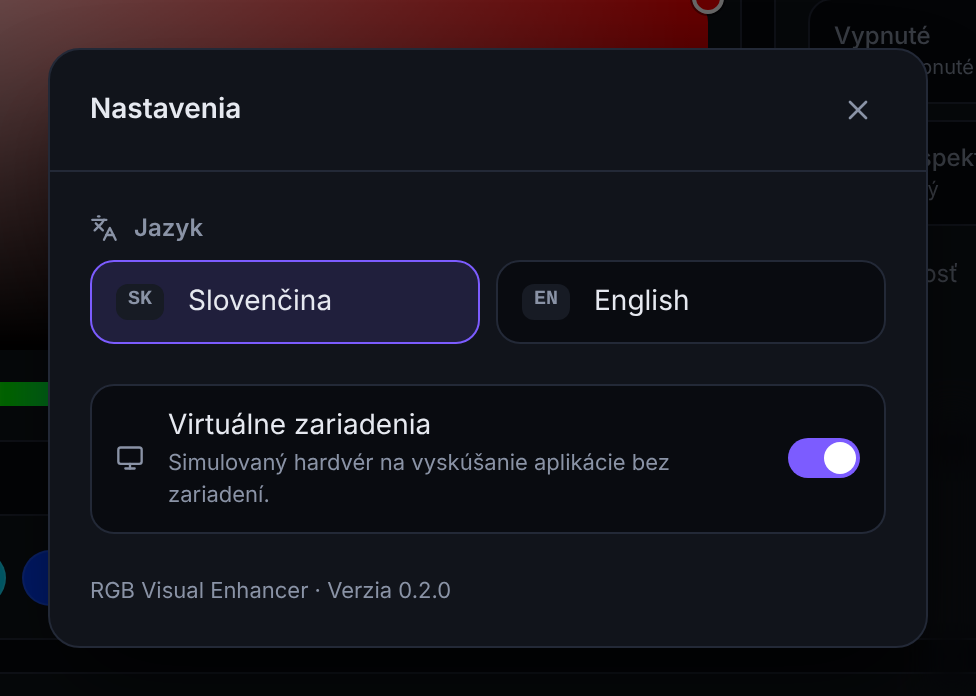 Vypnuté
Nastavenia
Jazyk
SK Slovenčina
EN English
Virtuálne zariadenia
Simulovaný hardvér na vyskúšanie aplikácie bez
zariadení.
RGB Visual Enhancer · Verzia 0.2.0